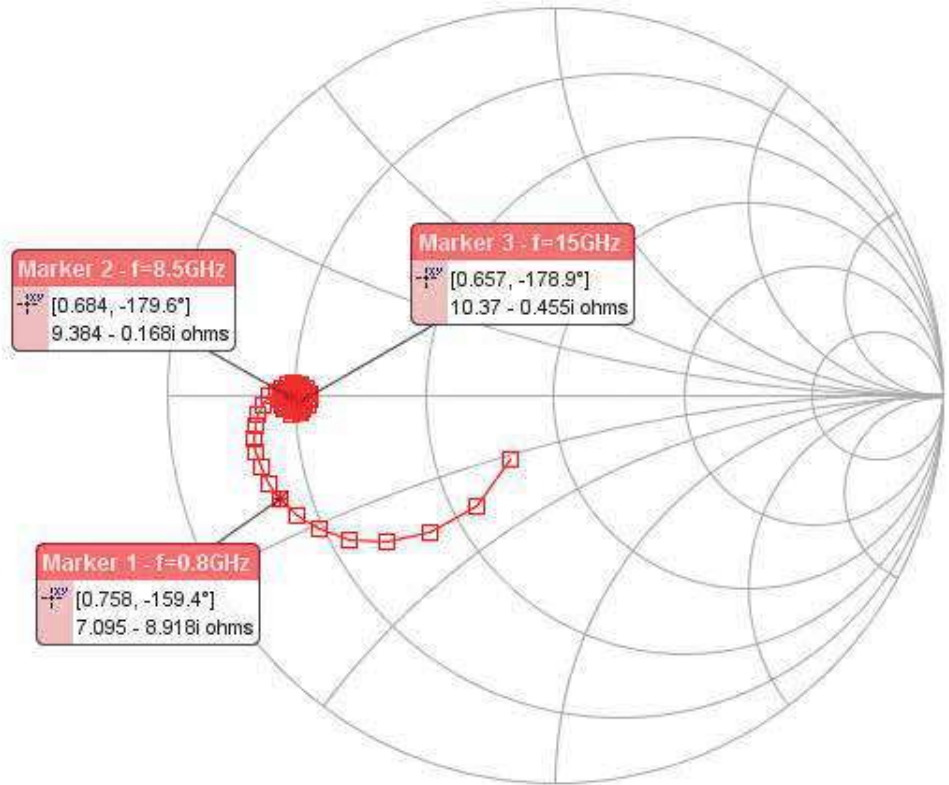 Marker 3 - f=15GHz
[0.657, -178.9°]
10.37 - 0.455i ohms
Marker 2 - f=8.5GHz
[0.684, -179.6°]
9.384 - 0.168i ohms
Marker 1 - f=0.8GHz
[0.758, -159.4°]
7.095 - 8.918i ohms